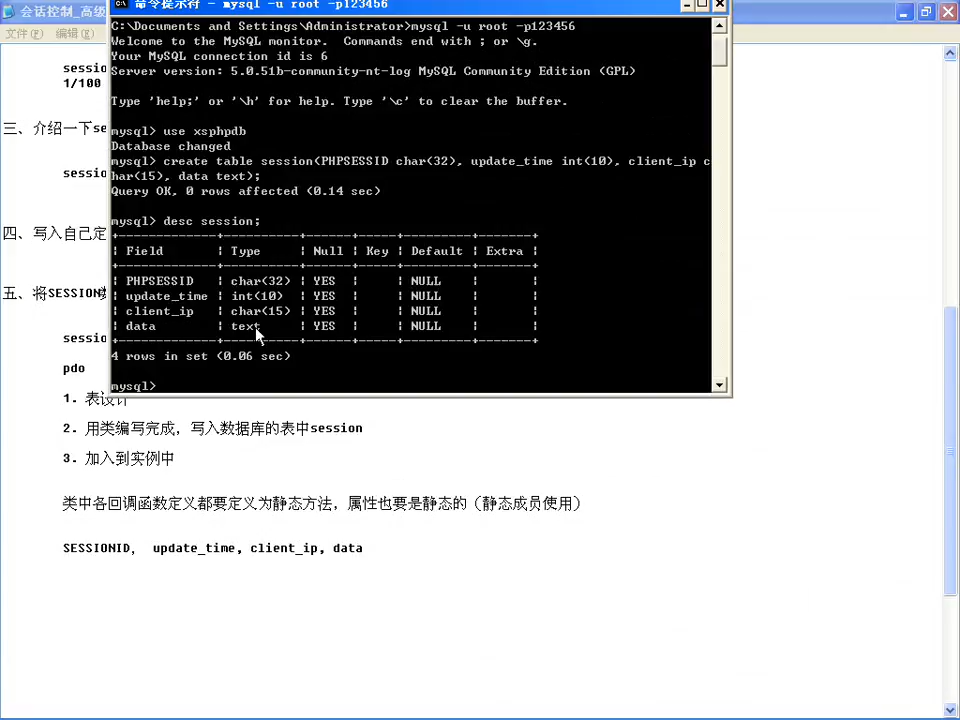 会话控制_高级
命令提示符 - mysql -u root -p123456
文件(F) 编辑(E)
C:\Documents and Settings\Administrator>mysql -u root -p123456
Welcome to the MySQL monitor.  Commands end with ; or \g.
Your MySQL connection id is 6
Server version: 5.0.51b-community-nt-log MySQL Community Edition (GPL)
Type 'help;' or '\h' for help. Type '\c' to clear the buffer.
mysql> use xsphpdb
Database changed
mysql> create table session(PHPSESSID char(32), update_time int(10), client_ip c
har(15), data text);
Query OK, 0 rows affected (0.14 sec)
mysql> desc session;
+-------------+----------+------+-----+---------+-------+
| Field       | Type     | Null | Key | Default | Extra |
+-------------+----------+------+-----+---------+-------+
| PHPSESSID   | char(32) | YES  |     | NULL    |       |
| update_time | int(10)  | YES  |     | NULL    |       |
| client_ip   | char(15) | YES  |     | NULL    |       |
| data        | text     | YES  |     | NULL    |       |
+-------------+----------+------+-----+---------+-------+
4 rows in set (0.06 sec)
mysql>
sessio
1/100
三、介绍一下se
sessi
四、写入自己定
五、将SESSION数
sessi
pdo
1. 表设计
2. 用类编写完成，写入数据库的表中session
3. 加入到实例中
类中各回调函数定义都要定义为静态方法，属性也要是静态的（静态成员使用）
SESSIONID,  update_time, client_ip, data